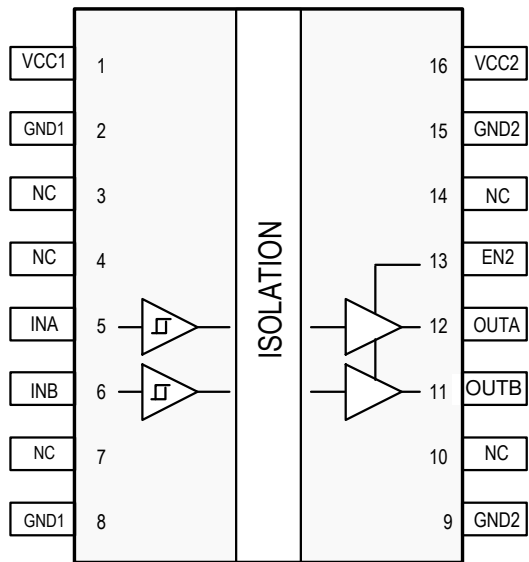 VCC1 1 16 VCC2
GND1 2 15 GND2
NC 3 14 NC
NC 4 13 EN2
ISOLATION
INA 5 12 OUTA
INB 6 11 OUTB
NC 7 10 NC
GND1 8 9 GND2